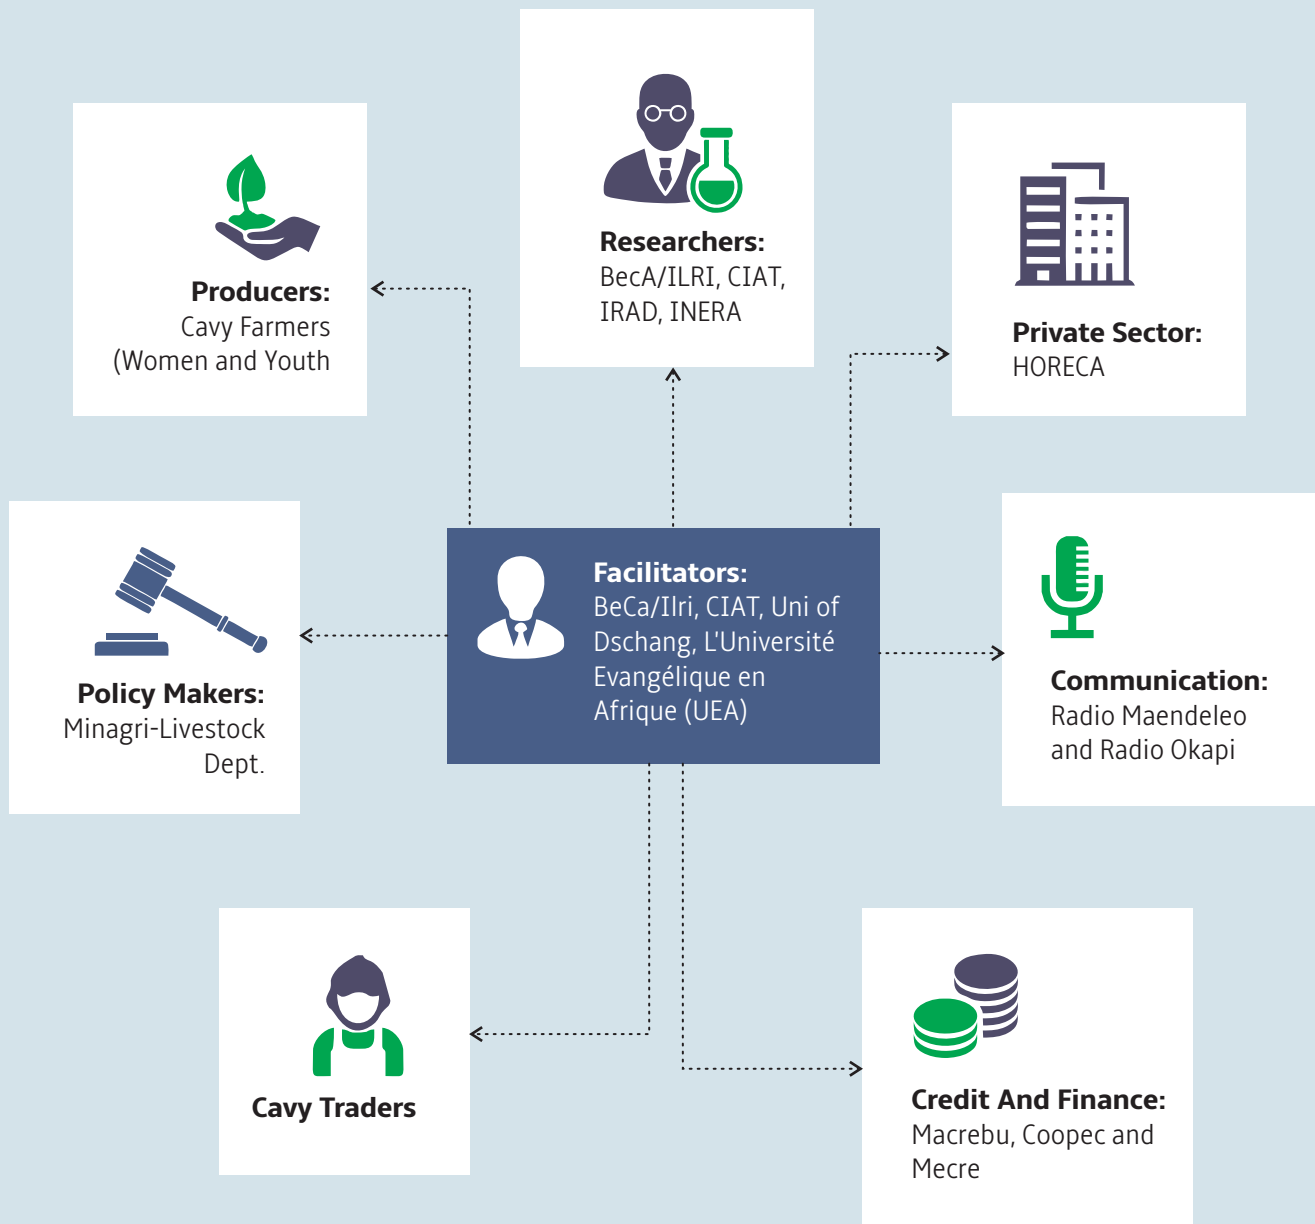 Researchers:
BecA/ILRI, CIAT,
IRAD, INERA
Producers:
Cavy Farmers
(Women and Youth
Private Sector:
HORECA
Facilitators:
BeCa/Ilri, CIAT, Uni of
Dschang, L'Université
Evangélique en
Afrique (UEA)
Policy Makers:
Minagri-Livestock
Dept.
Communication:
Radio Maendeleo
and Radio Okapi
Cavy Traders
Credit And Finance:
Macrebu, Coopec and
Mecre